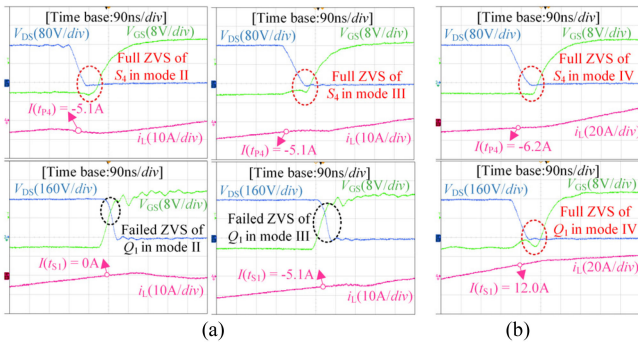 [Time base:90ns/div]
VDS(80V/div)
VGS(8V/div)
Full ZVS of
S4 in mode II
I(tP4) = -5.1A
iL(10A/div)
[Time base:90ns/div]
VDS(80V/div)
VGS(8V/div)
Full ZVS of
S4 in mode III
I(tP4) = -5.1A
iL(10A/div)
[Time base:90ns/div]
VDS(80V/div)
VGS(8V/div)
Full ZVS of
S4 in mode IV
I(tP4) = -6.2A
iL(20A/div)
[Time base:90ns/div]
VDS(160V/div)
VGS(8V/div)
Failed ZVS of
Q1 in mode II
I(tS1) = 0A
iL(10A/div)
[Time base:90ns/div]
VDS(160V/div)
VGS(8V/div)
Failed ZVS of
Q1 in mode III
I(tS1) = -5.1A
iL(10A/div)
[Time base:90ns/div]
VDS(160V/div)
VGS(8V/div)
Full ZVS of
Q1 in mode IV
iL(20A/div)
I(tS1) = 12.0A
(a)
(b)